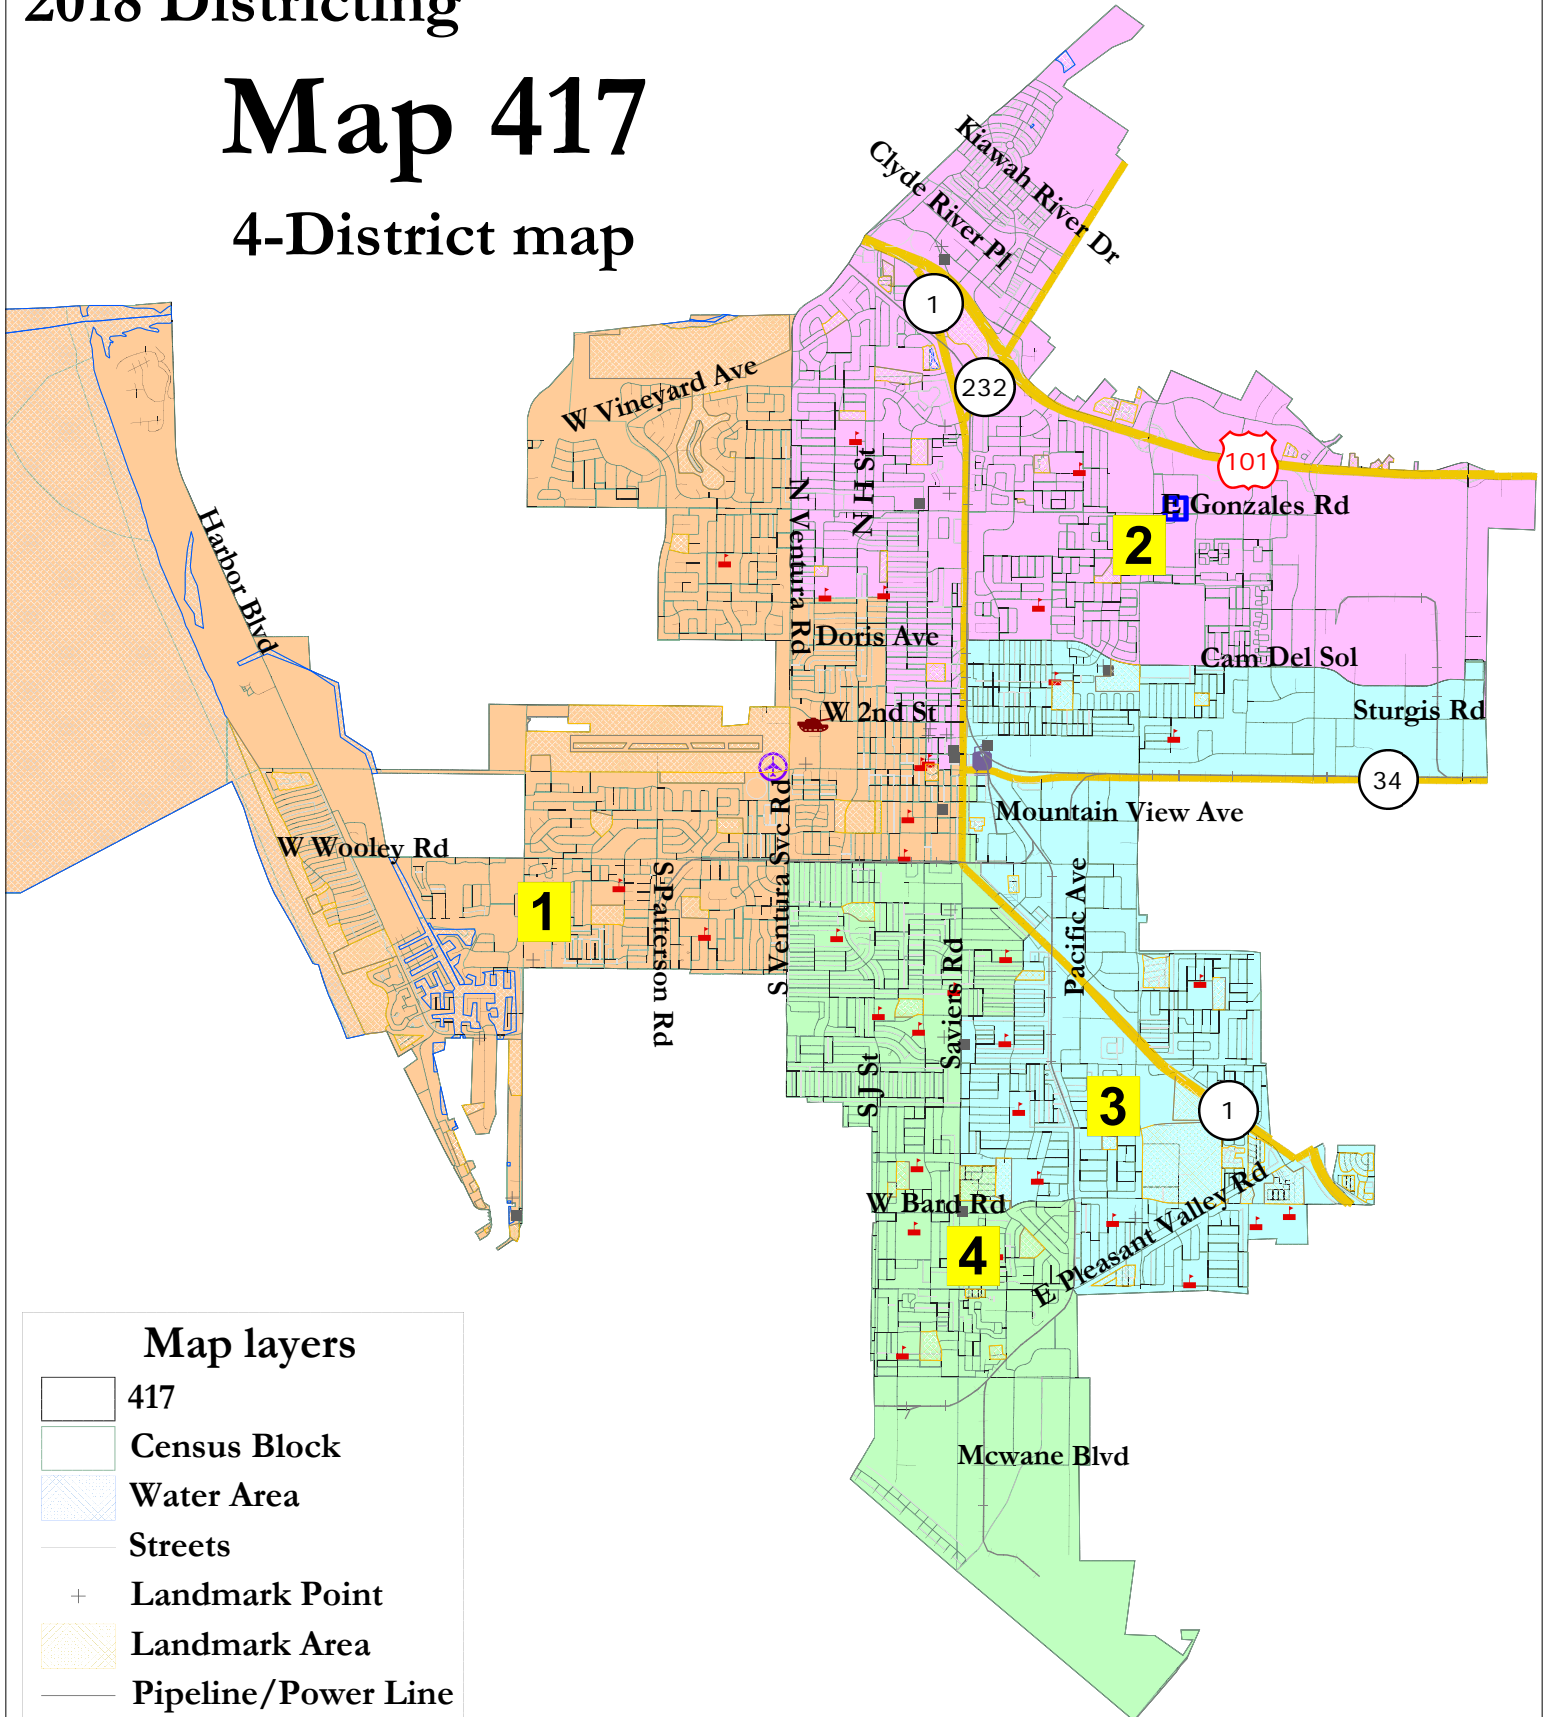 2018 Districting
Map 417
4-District map
Kiawah River Dr
Clyde River Pl
1
232
W Vineyard Ave
101
N H St
N Ventura Rd
E Gonzales Rd
H
2
Harbor Blvd
Doris Ave
Cam Del Sol
W 2nd St
Sturgis Rd
34
Mountain View Ave
W Wooley Rd
S Ventura Svc Rd
S Patterson Rd
1
Pacific Ave
Saviers Rd
S J St
3
1
W Bard Rd
E Pleasant Valley Rd
4
Mcwane Blvd
Map layers
417
Census Block
Water Area
Streets
Landmark Point
Landmark Area
Pipeline/Power Line